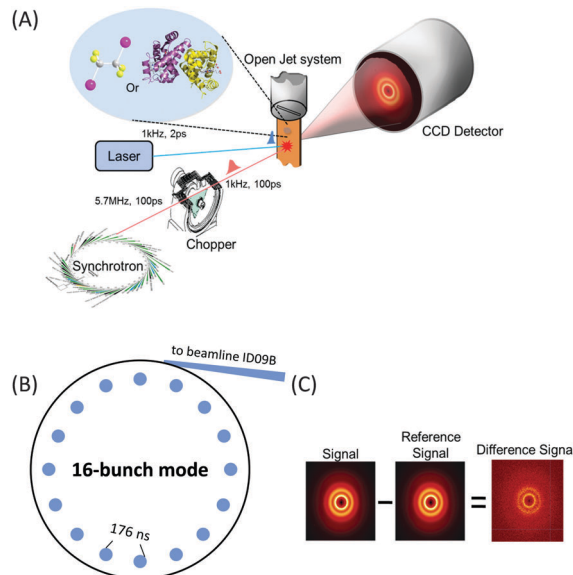 (A)
Open Jet system
Or
CCD Detector
1kHz, 2ps
Laser
1kHz, 100ps
5.7MHz, 100ps
Chopper
Synchrotron
to beamline ID09B
(B)
(C)
16-bunch mode
176 ns
Signal
Reference
Signal
Difference Signa